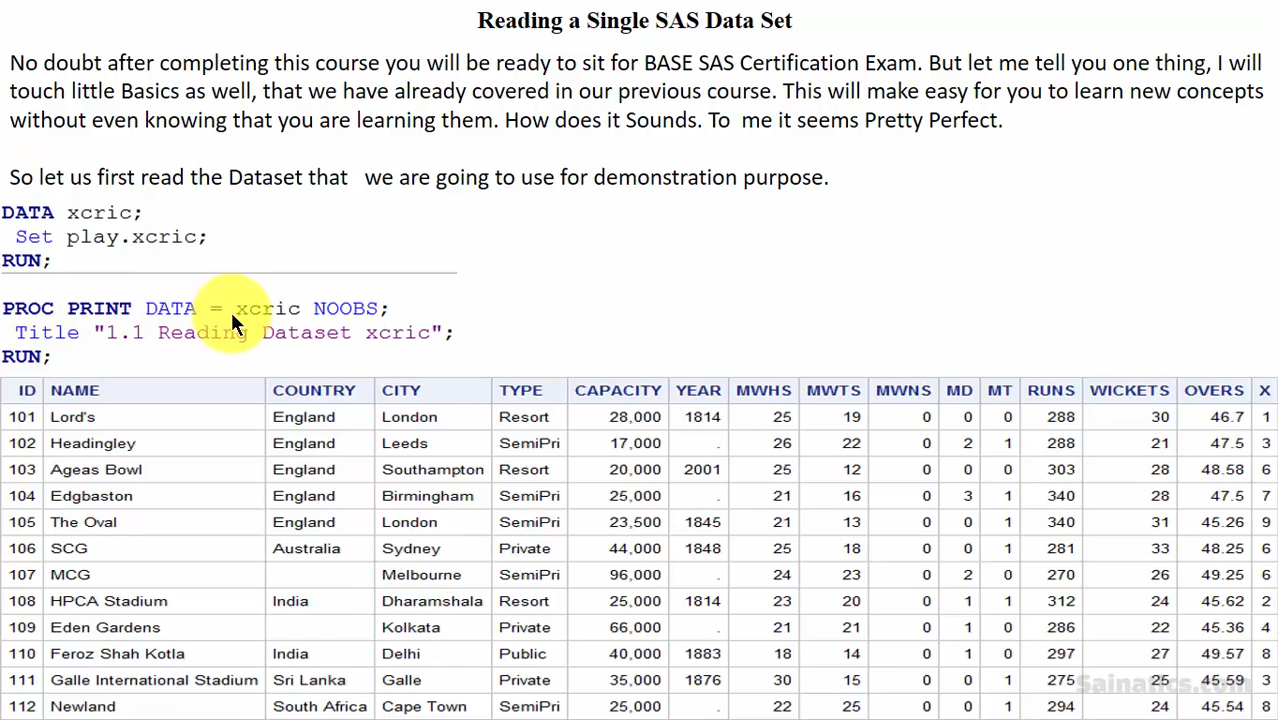 Reading a Single SAS Data Set
No doubt after completing this course you will be ready to sit for BASE SAS Certification Exam. But let me tell you one thing, I will
touch little Basics as well, that we have already covered in our previous course. This will make easy for you to learn new concepts
without even knowing that you are learning them. How does it Sounds. To me it seems Pretty Perfect.
So let us first read the Dataset that we are going to use for demonstration purpose.
DATA xcric;
Set play.xcric;
RUN;
PROC PRINT DATA = xcric NOOBS;
Title "1.1 Reading Dataset xcric";
RUN;
ID NAME COUNTRY CITY TYPE CAPACITY YEAR MWHS MWTS MWNS MD MT RUNS WICKETS OVERS X
101 Lord's England London Resort 28,000 1814 25 19 0 0 0 288 30 46.7 1
102 Headingley England Leeds SemiPri 17,000 . 26 22 0 2 1 288 21 47.5 3
103 Ageas Bowl England Southampton Resort 20,000 2001 25 12 0 0 0 303 28 48.58 6
104 Edgbaston England Birmingham SemiPri 25,000 . 21 16 0 3 1 340 28 47.5 7
105 The Oval England London SemiPri 23,500 1845 21 13 0 0 1 340 31 45.26 9
106 SCG Australia Sydney Private 44,000 1848 25 18 0 0 1 281 33 48.25 6
107 MCG Melbourne SemiPri 96,000 . 24 23 0 2 0 270 26 49.25 6
108 HPCA Stadium India Dharamshala Resort 25,000 1814 23 20 0 1 1 312 24 45.62 2
109 Eden Gardens Kolkata Private 66,000 . 21 21 0 1 0 286 22 45.36 4
110 Feroz Shah Kotla India Delhi Public 40,000 1883 18 14 0 1 0 297 27 49.57 8
111 Galle International Stadium Sri Lanka Galle Private 35,000 1876 30 15 0 0 1 275 25 45.59 3
112 Newland South Africa Cape Town SemiPri 25,000 . 22 25 0 0 1 294 24 45.54 8
Sainatics.com